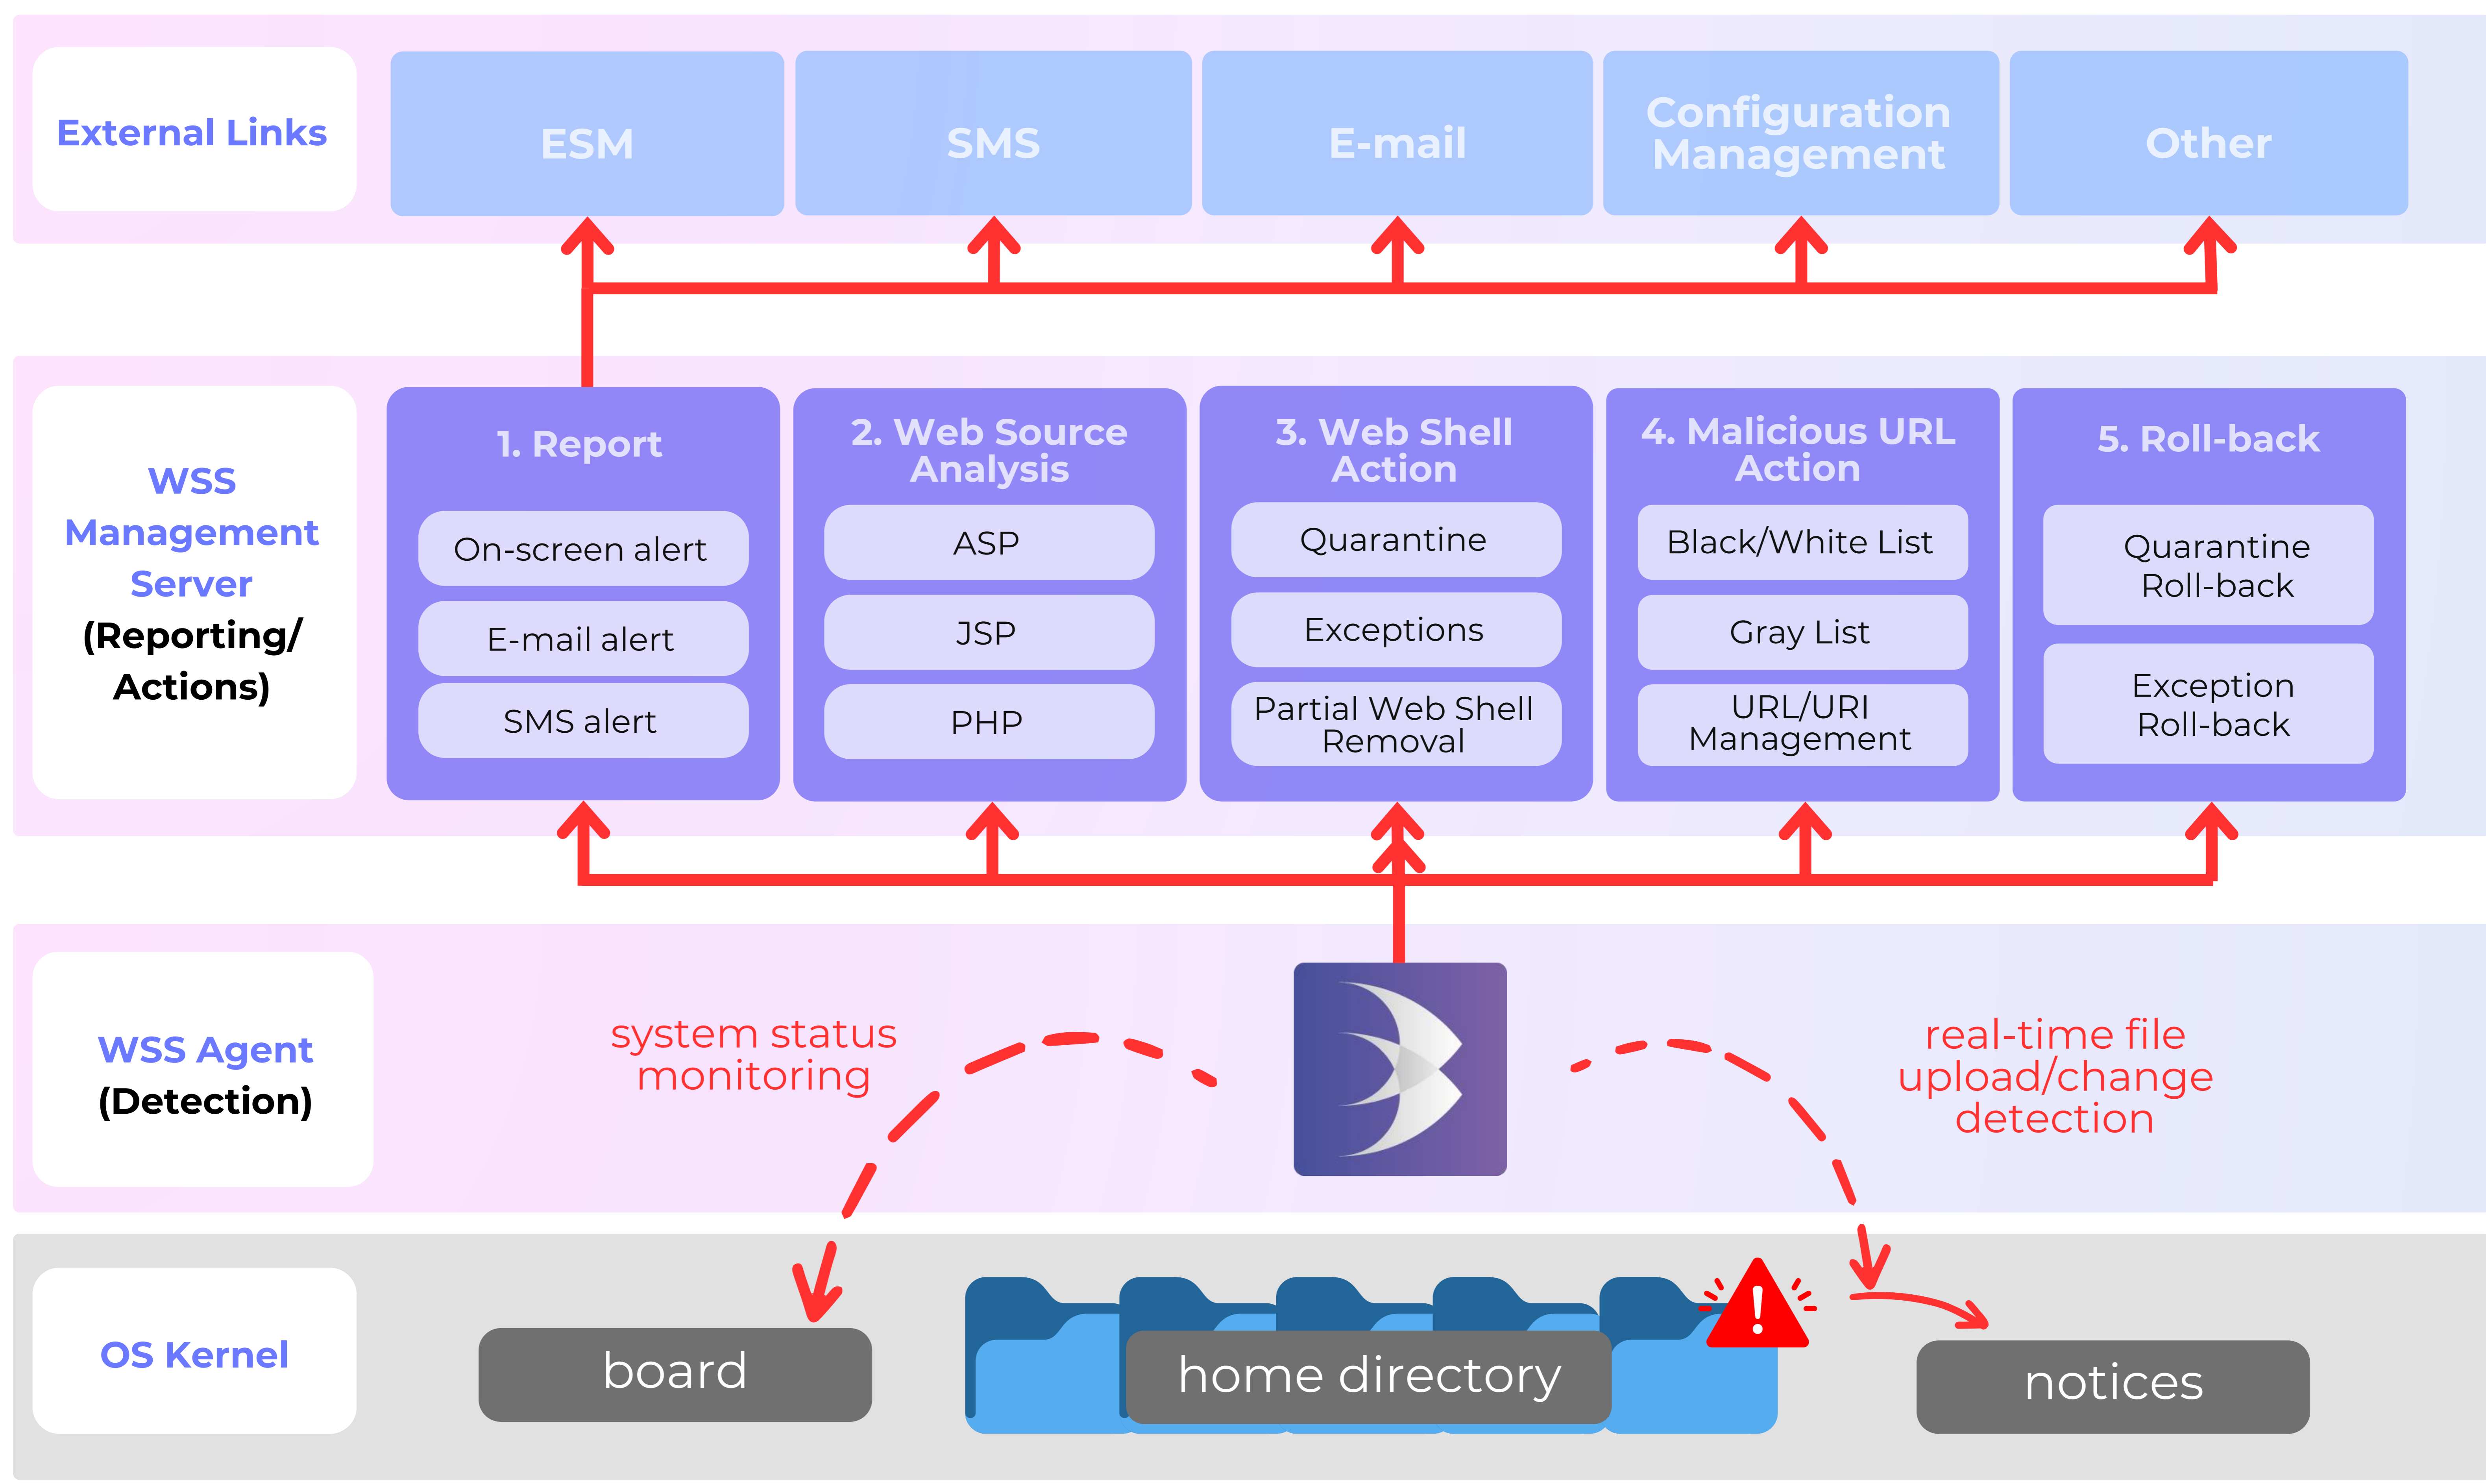 External Links
ESM
SMS
E-mail
Configuration
Management
Other
WSS
Management
Server
(Reporting/
Actions)
1. Report
On-screen alert
E-mail alert
SMS alert
2. Web Source
Analysis
ASP
JSP
PHP
3. Web Shell
Action
Quarantine
Exceptions
Partial Web Shell
Removal
4. Malicious URL
Action
Black/White List
Gray List
URL/URI
Management
5. Roll-back
Quarantine
Roll-back
Exception
Roll-back
WSS Agent
(Detection)
system status
monitoring
real-time file
upload/change
detection
OS Kernel
board
home directory
!
notices